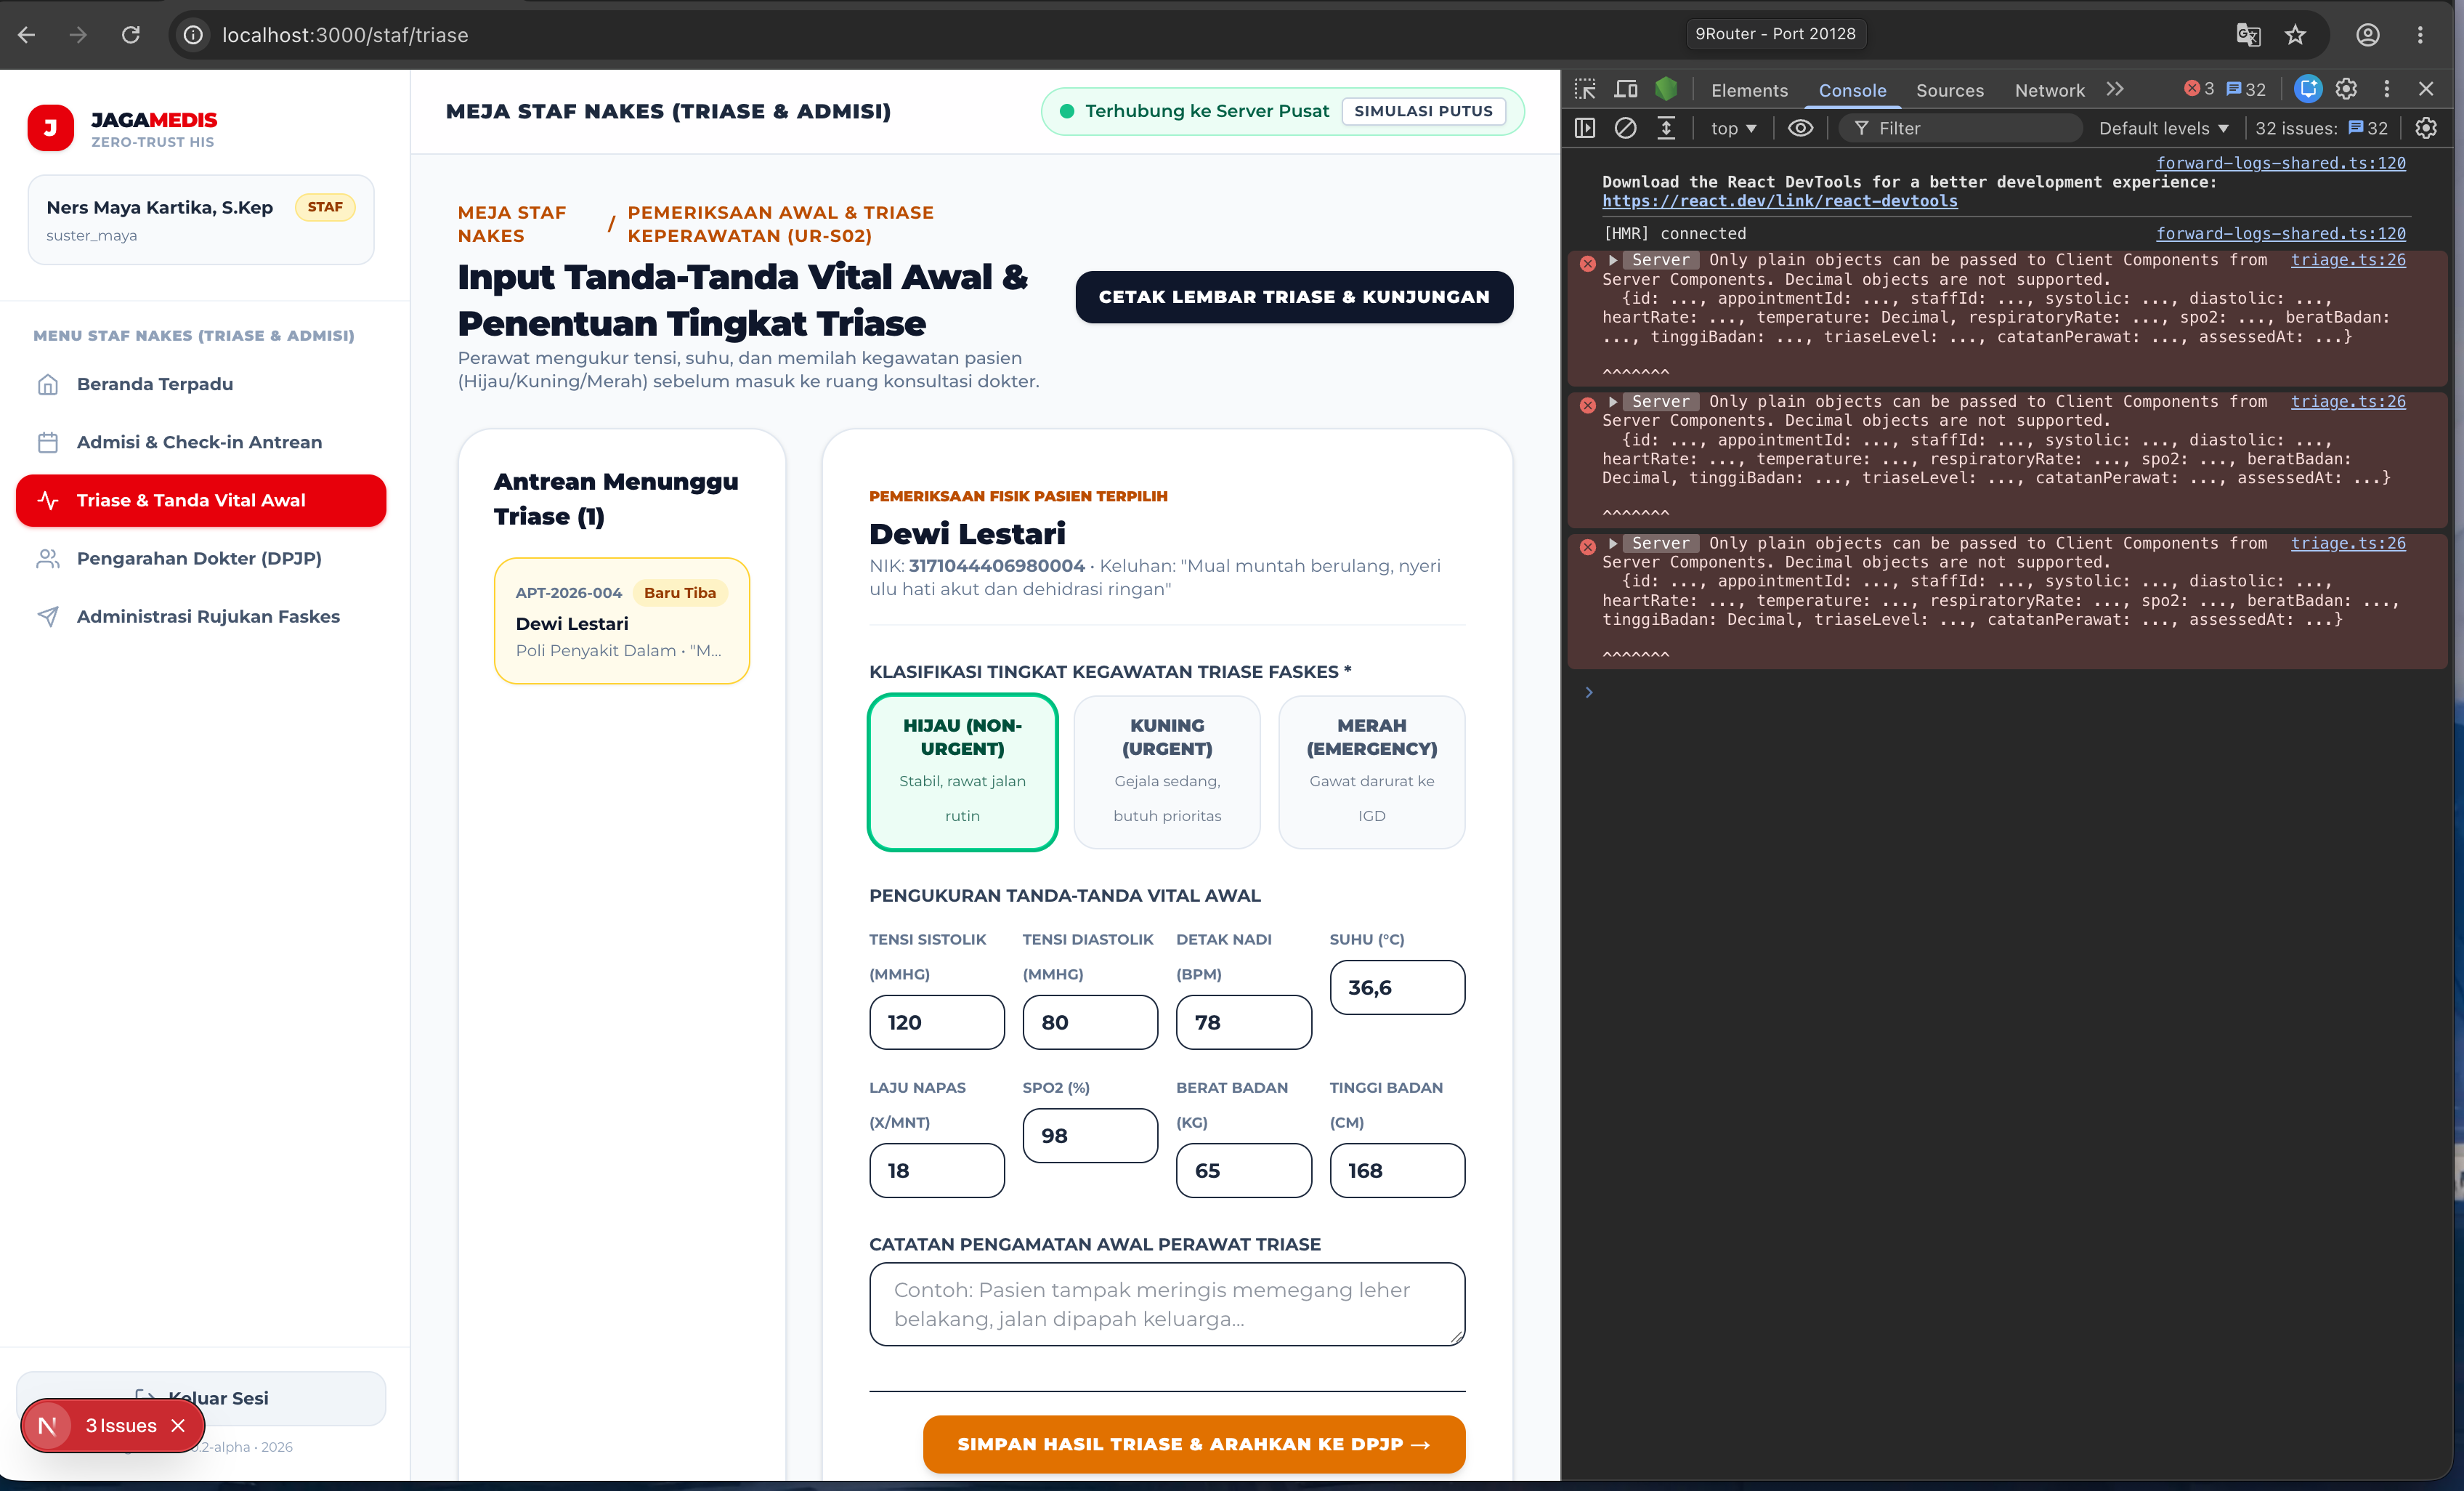 localhost:3000/staf/triase
9Router - Port 20128
J
JAGAMEDIS
ZERO-TRUST HIS
Ners Maya Kartika, S.Kep
STAF
suster_maya
MENU STAF NAKES (TRIASE & ADMISI)
Beranda Terpadu
Admisi & Check-in Antrean
Triase & Tanda Vital Awal
Pengarahan Dokter (DPJP)
Administrasi Rujukan Faskes
Keluar Sesi
N
3 Issues
.2-alpha • 2026
MEJA STAF NAKES (TRIASE & ADMISI)
Terhubung ke Server Pusat
SIMULASI PUTUS
MEJA STAF
NAKES
/
PEMERIKSAAN AWAL & TRIASE
KEPERAWATAN (UR-S02)
Input Tanda-Tanda Vital Awal &
Penentuan Tingkat Triase
Perawat mengukur tensi, suhu, dan memilah kegawatan pasien
(Hijau/Kuning/Merah) sebelum masuk ke ruang konsultasi dokter.
CETAK LEMBAR TRIASE & KUNJUNGAN
Antrean Menunggu
Triase (1)
APT-2026-004
Baru Tiba
Dewi Lestari
Poli Penyakit Dalam • "M...
PEMERIKSAAN FISIK PASIEN TERPILIH
Dewi Lestari
NIK: 3171044406980004 • Keluhan: "Mual muntah berulang, nyeri
ulu hati akut dan dehidrasi ringan"
KLASIFIKASI TINGKAT KEGAWATAN TRIASE FASKES *
HIJAU (NON-
URGENT)
Stabil, rawat jalan
rutin
KUNING
(URGENT)
Gejala sedang,
butuh prioritas
MERAH
(EMERGENCY)
Gawat darurat ke
IGD
PENGUKURAN TANDA-TANDA VITAL AWAL
TENSI SISTOLIK
(MMHG)
120
TENSI DIASTOLIK
(MMHG)
80
DETAK NADI
(BPM)
78
SUHU (°C)
36,6
LAJU NAPAS
(X/MNT)
18
SPO2 (%)
98
BERAT BADAN
(KG)
65
TINGGI BADAN
(CM)
168
CATATAN PENGAMATAN AWAL PERAWAT TRIASE
Contoh: Pasien tampak meringis memegang leher
belakang, jalan dipapah keluarga...
SIMPAN HASIL TRIASE & ARAHKAN KE DPJP →
Elements
Console
Sources
Network
3
32
top
Filter
Default levels
32 issues:
32
forward-logs-shared.ts:120
Download the React DevTools for a better development experience:
https://react.dev/link/react-devtools
[HMR] connected
forward-logs-shared.ts:120
Server Only plain objects can be passed to Client Components from triage.ts:26
Server Components. Decimal objects are not supported.
{id: ..., appointmentId: ..., staffId: ..., systolic: ..., diastolic: ...,
heartRate: ..., temperature: Decimal, respiratoryRate: ..., spo2: ..., beratBadan:
..., tinggiBadan: ..., triaseLevel: ..., catatanPerawat: ..., assessedAt: ...}
^^^^^^^
Server Only plain objects can be passed to Client Components from triage.ts:26
Server Components. Decimal objects are not supported.
{id: ..., appointmentId: ..., staffId: ..., systolic: ..., diastolic: ...,
heartRate: ..., temperature: ..., respiratoryRate: ..., spo2: ..., beratBadan:
Decimal, tinggiBadan: ..., triaseLevel: ..., catatanPerawat: ..., assessedAt: ...}
^^^^^^^
Server Only plain objects can be passed to Client Components from triage.ts:26
Server Components. Decimal objects are not supported.
{id: ..., appointmentId: ..., staffId: ..., systolic: ..., diastolic: ...,
heartRate: ..., temperature: ..., respiratoryRate: ..., spo2: ..., beratBadan: ...,
tinggiBadan: Decimal, triaseLevel: ..., catatanPerawat: ..., assessedAt: ...}
^^^^^^^